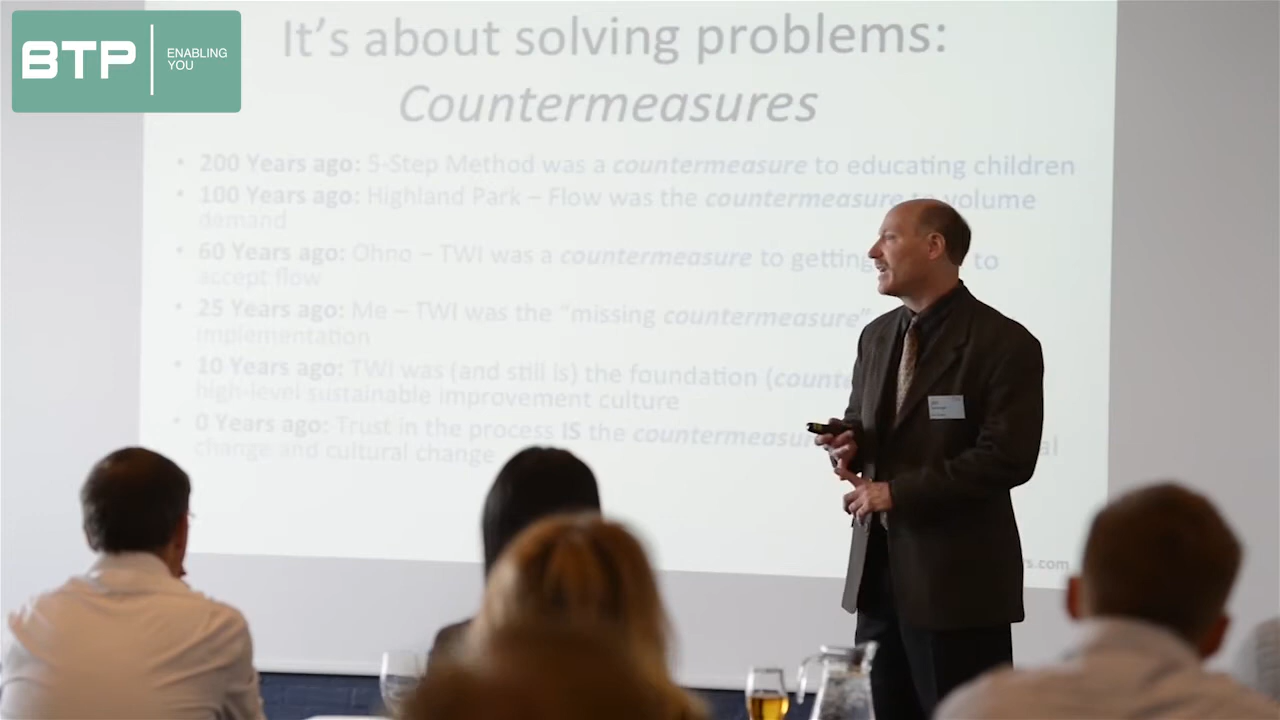 BTP
ENABLING
YOU
It's about solving problems:
Countermeasures
• 200 Years ago: 5-Step Method was a countermeasure to educating children
• 100 Years ago: Highland Park – Flow was the countermeasure to volume
demand
• 60 Years ago: Ohno – TWI was a countermeasure to getting to
accept flow
• 25 Years ago: Me – TWI was the "missing countermeasure"
implementation
• 10 Years ago: TWI was (and still is) the foundation
high-level sustainable improvement culture
• 0 Years ago: Trust in the process IS the
change and cultural change